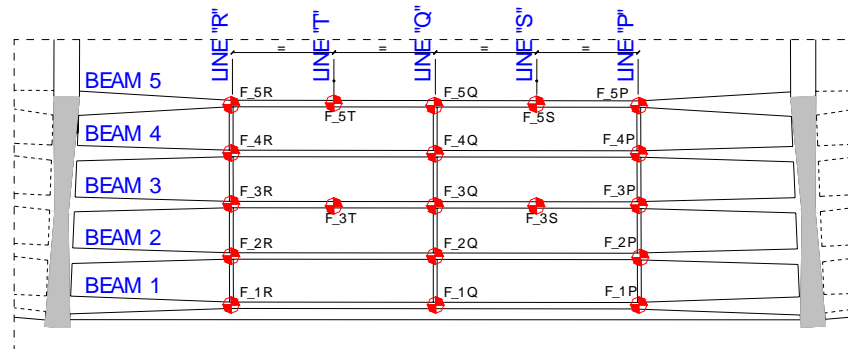 LINE "R"
LINE "T"
LINE "Q"
LINE "S"
LINE "P"
= = = =
BEAM 5
F_5R
F_5T
F_5Q
F_5S
F_5P
BEAM 4
F_4R
F_4Q
F_4P
BEAM 3
F_3R
F_3T
F_3Q
F_3S
F_3P
BEAM 2
F_2R
F_2Q
F_2P
BEAM 1
F_1R
F_1Q
F_1P